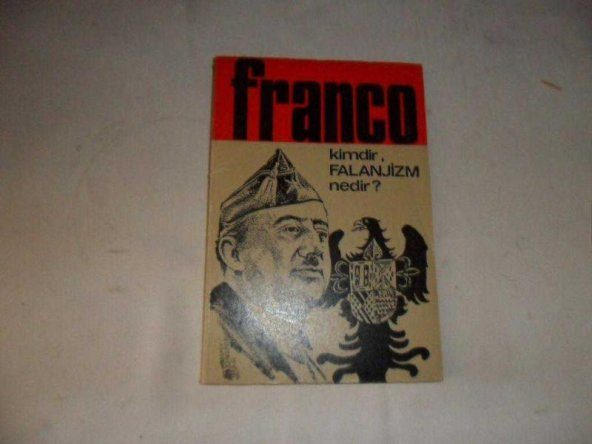 franco
kimdir,
FALANJİZM
nedir?